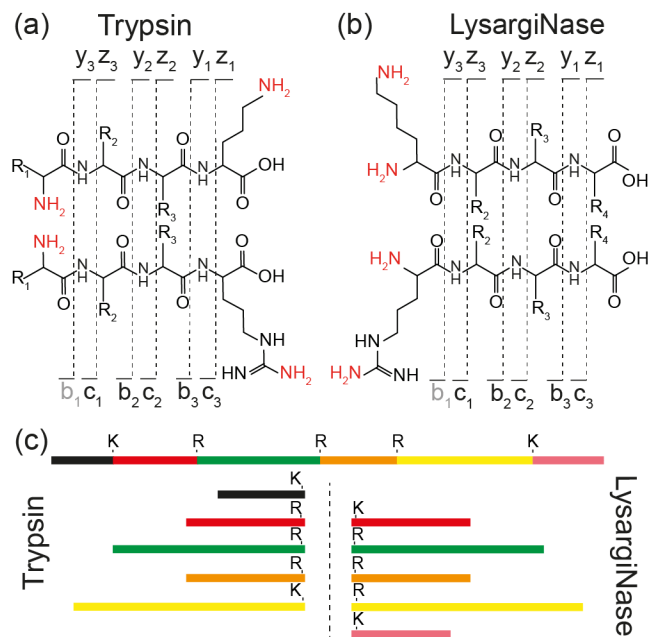 (a) Trypsin
y3 z3 y2 z2 y1 z1
NH2
O R2 O
R1 N H N H N H OH
NH2 O R3 O
NH2 O R3 O
R1 N H N H N H OH
O R2 O
NH
HN NH2
b1 c1 b2 c2 b3 c3
(b) LysargiNase
y3 z3 y2 z2 y1 z1
NH2
O R3 O
H2N N H N H N H OH
R2 O R4
O R2 O R4 O
H2N N H N H N H OH
O R3 O
NH
H2N NH
b1 c1 b2 c2 b3 c3
(c)
K R R R K
Trypsin
K
R
R
R
K
K
R
R
R
K
LysargiNase